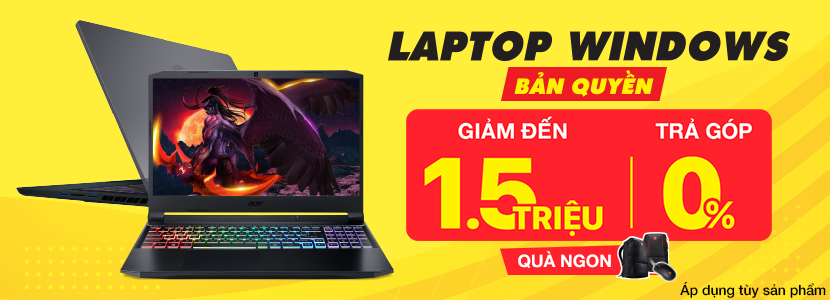 LAPTOP WINDOWS
BẢN QUYỀN
GIẢM ĐẾN
1.5 TRIỆU
TRẢ GÓP
0%
QUÀ NGON
Áp dụng tùy sản phẩm
acer